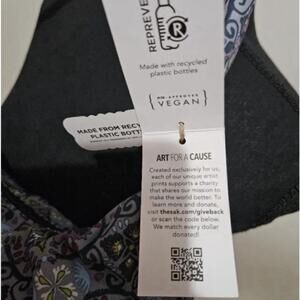 REPREVE
R
Made with recycled
plastic bottles
PETA-APPROVED
VEGAN
MADE FROM RECY
PLASTIC BOTT
ART FOR A CAUSE
Created exclusively for us,
each of our unique artist
prints supports a charity
that shares our mission to
make the world better. To
learn more and donate,
visit thesak.com/giveback
or scan the code below.
We match every dollar
donated!